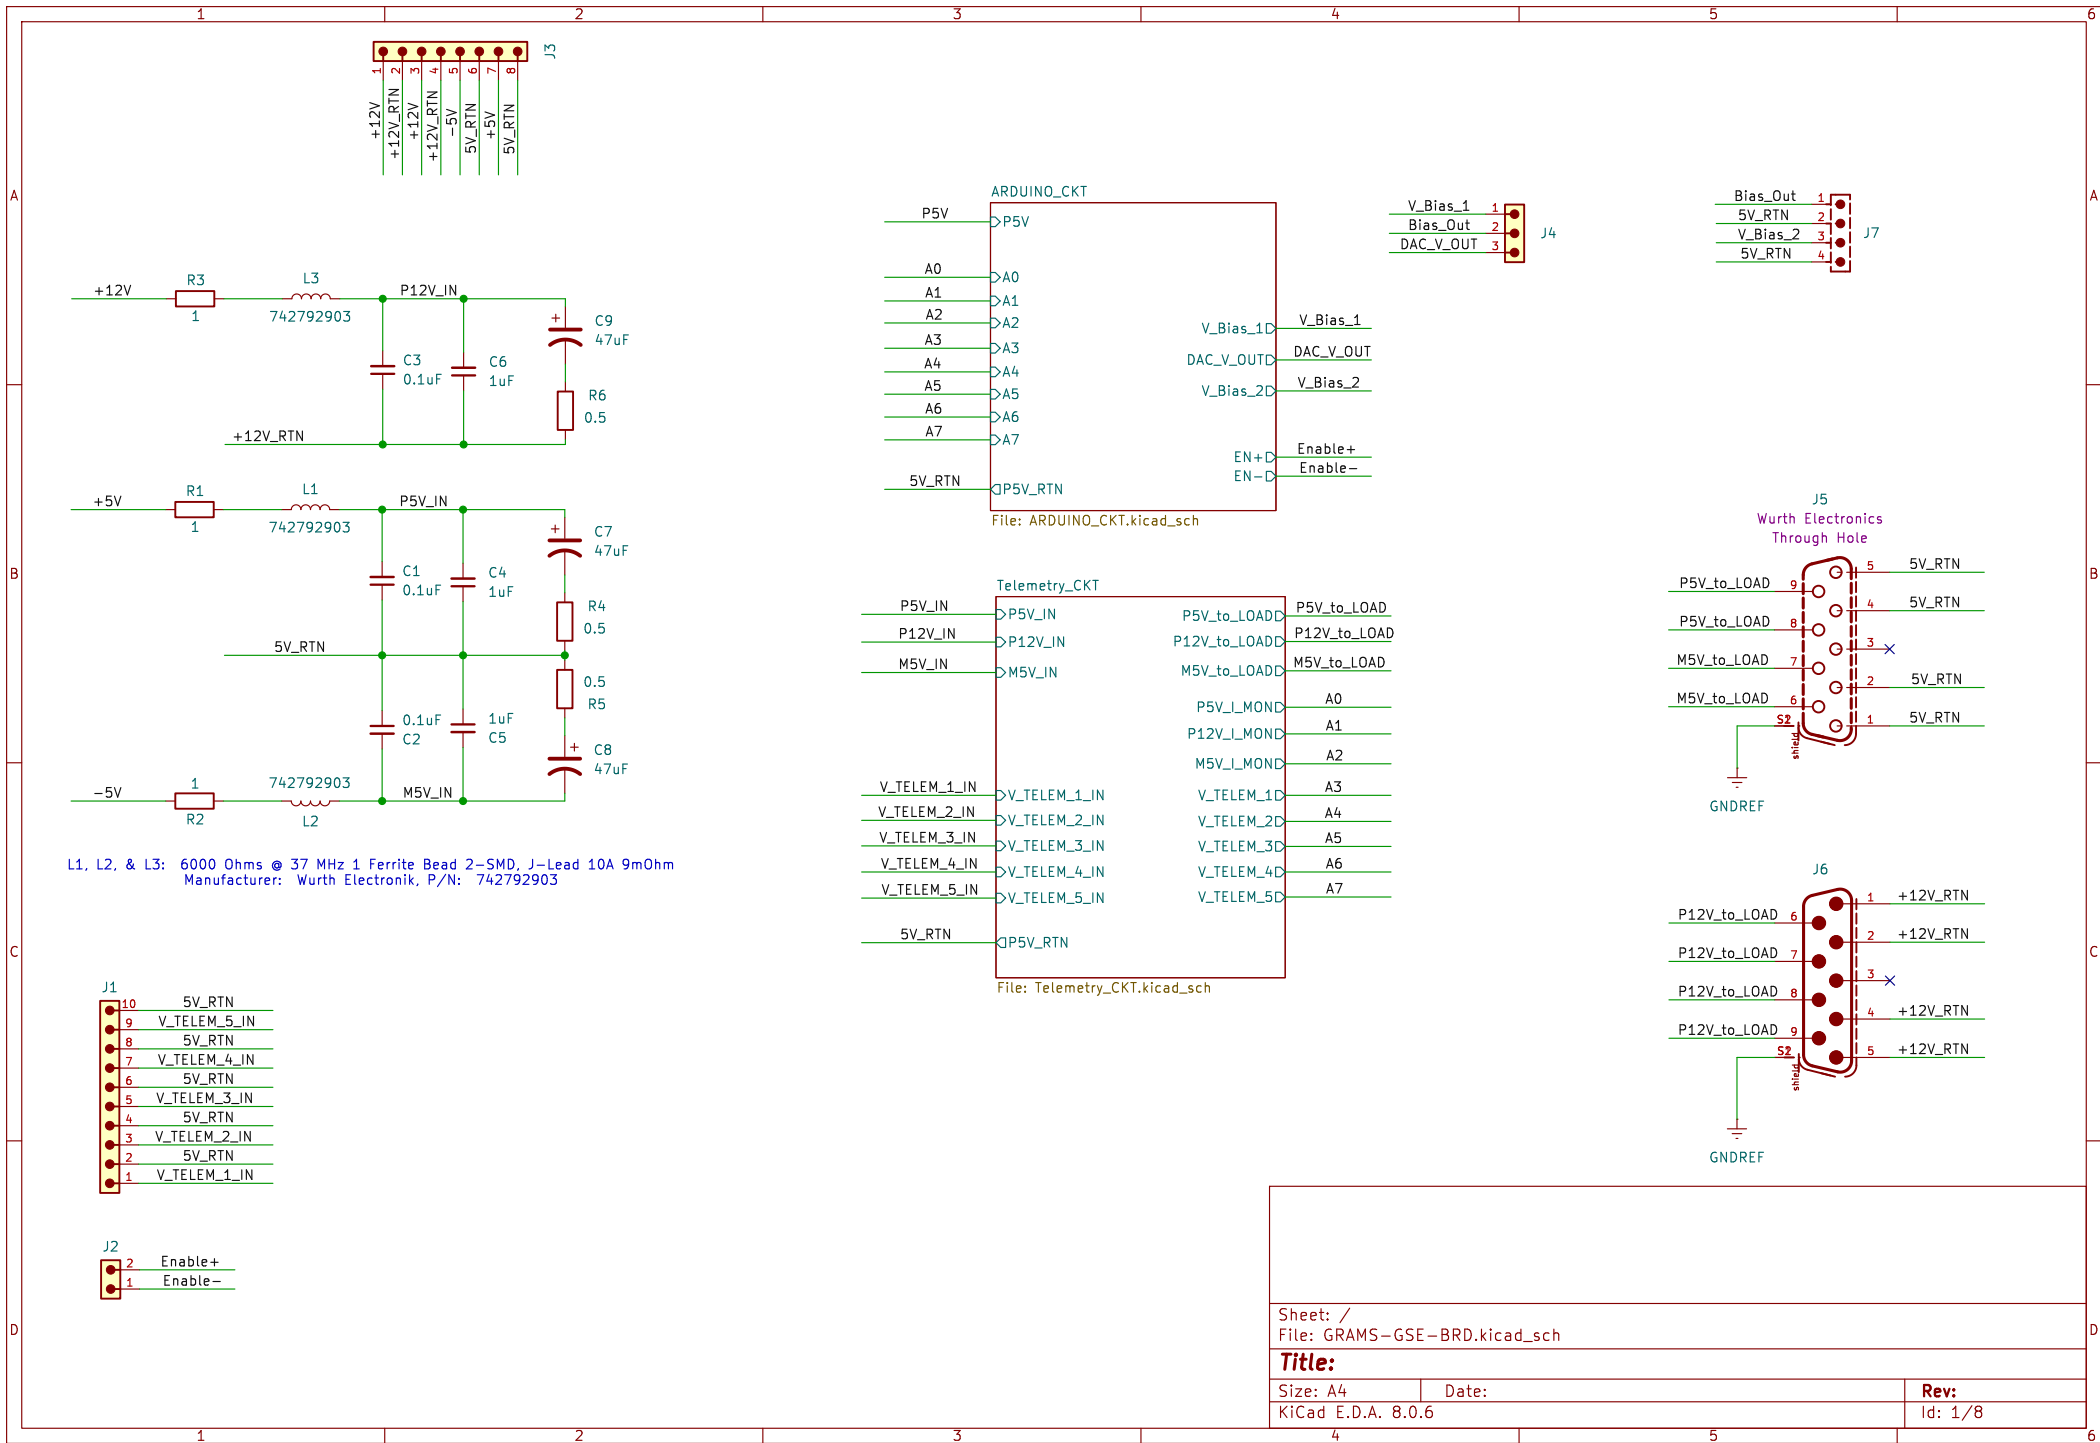 1 2 3 4 5 6
J3
1 2 3 4 5 6 7 8
+12V
+12V_RTN
+12V
+12V_RTN
-5V
5V_RTN
+5V
5V_RTN
A A
+12V R3 1 L3 742792903 P12V_IN
C3 0.1uF
C6 1uF
+ C9 47uF
R6 0.5
+12V_RTN
+5V R1 1 L1 742792903 P5V_IN
C1 0.1uF
C4 1uF
+ C7 47uF
R4 0.5
5V_RTN
0.5 R5
0.1uF C2
1uF C5
+ C8 47uF
-5V 1 R2 742792903 L2 M5V_IN
L1, L2, & L3:  6000 Ohms @ 37 MHz 1 Ferrite Bead 2-SMD, J-Lead 10A 9mOhm
Manufacturer:  Wurth Electronik, P/N:  742792903
J1
10 5V_RTN
9 V_TELEM_5_IN
8 5V_RTN
7 V_TELEM_4_IN
6 5V_RTN
5 V_TELEM_3_IN
4 5V_RTN
3 V_TELEM_2_IN
2 5V_RTN
1 V_TELEM_1_IN
J2
2 Enable+
1 Enable-
ARDUINO_CKT
P5V P5V
A0 A0
A1 A1
A2 A2
A3 A3
A4 A4
A5 A5
A6 A6
A7 A7
5V_RTN P5V_RTN
V_Bias_1 V_Bias_1
DAC_V_OUT DAC_V_OUT
V_Bias_2 V_Bias_2
EN+ Enable+
EN- Enable-
File: ARDUINO_CKT.kicad_sch
Telemetry_CKT
P5V_IN P5V_IN
P12V_IN P12V_IN
M5V_IN M5V_IN
V_TELEM_1_IN V_TELEM_1_IN
V_TELEM_2_IN V_TELEM_2_IN
V_TELEM_3_IN V_TELEM_3_IN
V_TELEM_4_IN V_TELEM_4_IN
V_TELEM_5_IN V_TELEM_5_IN
5V_RTN P5V_RTN
P5V_to_LOAD P5V_to_LOAD
P12V_to_LOAD P12V_to_LOAD
M5V_to_LOAD M5V_to_LOAD
P5V_I_MON A0
P12V_I_MON A1
M5V_I_MON A2
V_TELEM_1 A3
V_TELEM_2 A4
V_TELEM_3 A5
V_TELEM_4 A6
V_TELEM_5 A7
File: Telemetry_CKT.kicad_sch
V_Bias_1 1
Bias_Out 2
DAC_V_OUT 3
J4
Bias_Out 1
5V_RTN 2
V_Bias_2 3
5V_RTN 4
J7
J5
Wurth Electronics
Through Hole
5 5V_RTN
P5V_to_LOAD 9
4 5V_RTN
P5V_to_LOAD 8
3
M5V_to_LOAD 7
2 5V_RTN
M5V_to_LOAD 6
1 5V_RTN
shield
GNDREF
J6
1 +12V_RTN
P12V_to_LOAD 6
2 +12V_RTN
P12V_to_LOAD 7
3
P12V_to_LOAD 8
4 +12V_RTN
P12V_to_LOAD 9
5 +12V_RTN
shield
GNDREF
B B
C C
D D
Sheet: /
File: GRAMS-GSE-BRD.kicad_sch
Title:
Size: A4 Date: Rev:
KiCad E.D.A. 8.0.6 Id: 1/8
1 2 3 4 5 6